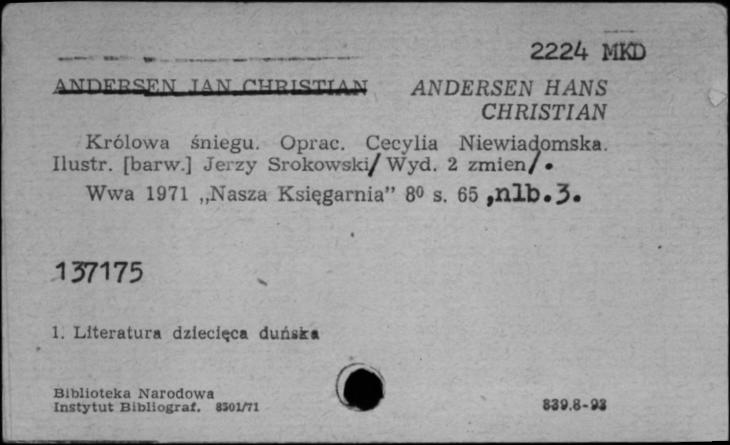 2224 MKD
ANDERSEN JAN CHRISTIAN ANDERSEN HANS
CHRISTIAN
Królowa śniegu. Oprac. Cecylia Niewiadomska.
Ilustr. [barw.] Jerzy Srokowski/ Wyd. 2 zmien/.
Wwa 1971 „Nasza Księgarnia” 8⁰ s. 65 ,nlb.3.
137175
1. Literatura dziecięca duńska
Biblioteka Narodowa
Instytut Bibliograf. 8501/71 839.8-93